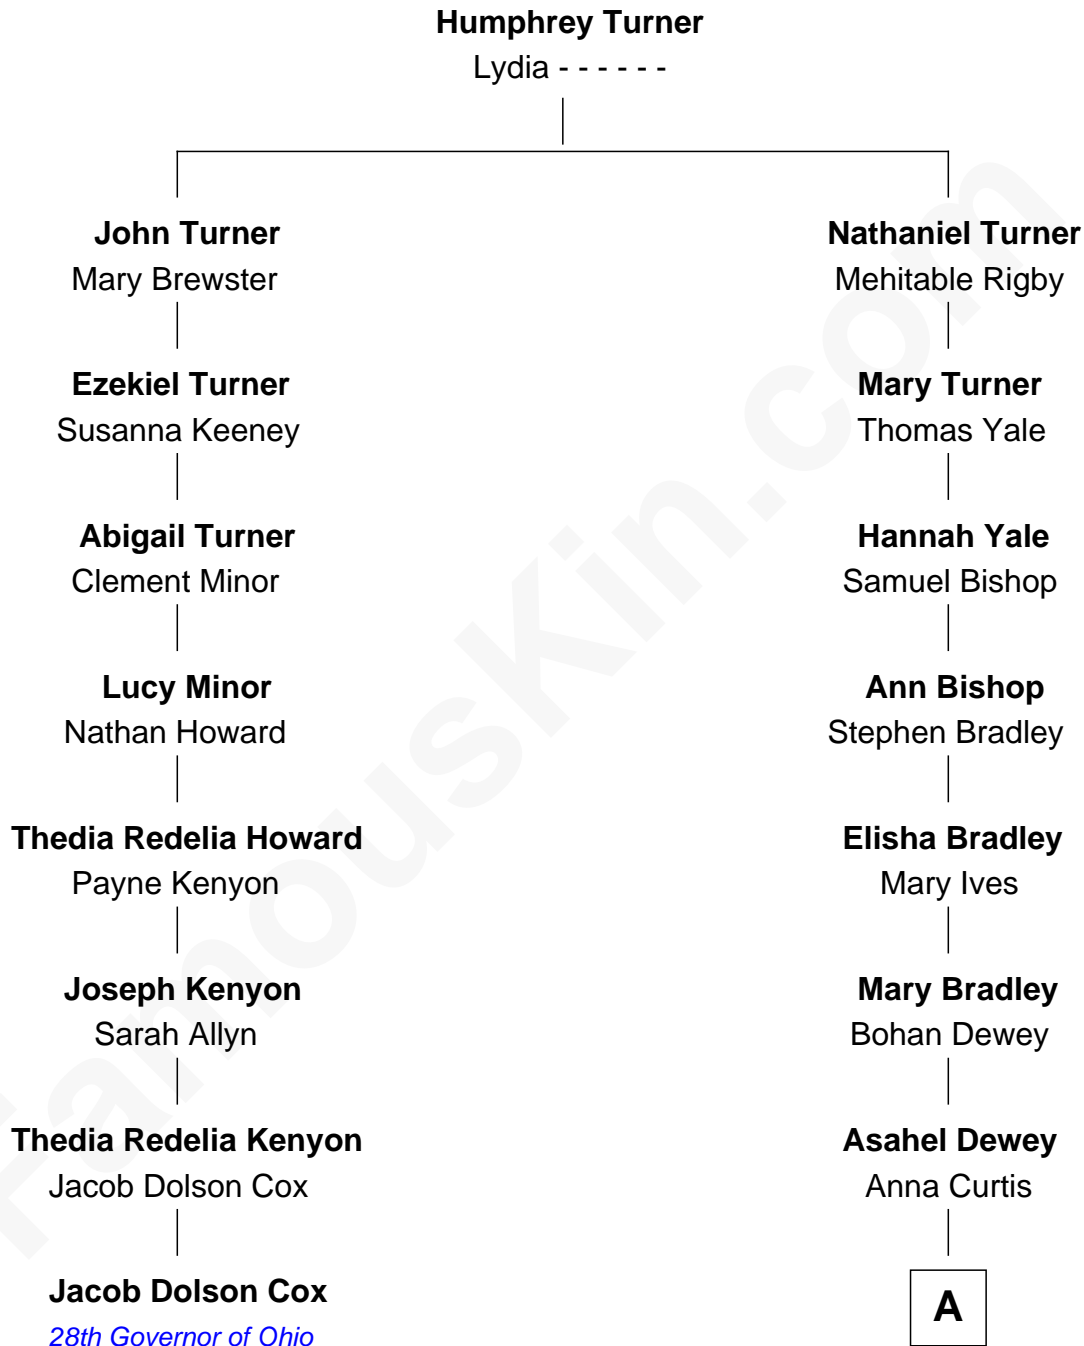 Humphrey Turner
Lydia - - - - - -
John Turner
Mary Brewster
Nathaniel Turner
Mehitable Rigby
Ezekiel Turner
Susanna Keeney
Mary Turner
Thomas Yale
Abigail Turner
Clement Minor
Hannah Yale
Samuel Bishop
Lucy Minor
Nathan Howard
Ann Bishop
Stephen Bradley
Thedia Redelia Howard
Payne Kenyon
Elisha Bradley
Mary Ives
Joseph Kenyon
Sarah Allyn
Mary Bradley
Bohan Dewey
Thedia Redelia Kenyon
Jacob Dolson Cox
Asahel Dewey
Anna Curtis
Jacob Dolson Cox
28th Governor of Ohio
A
FamousKin.com